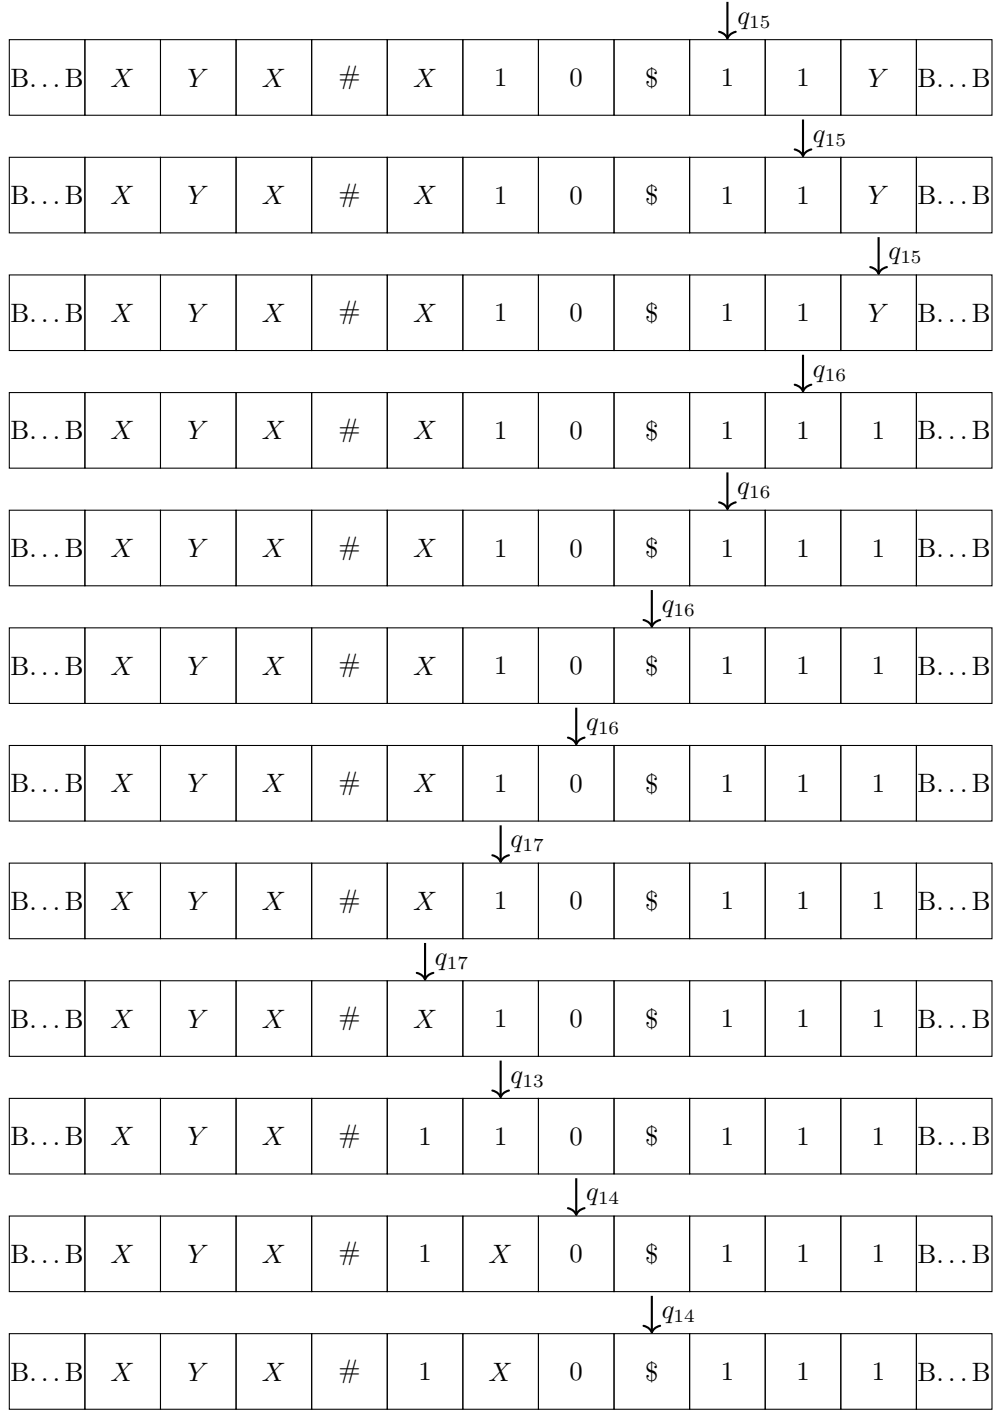 q15
B...B X Y X # X 1 0 $ 1 1 Y B...B
q15
B...B X Y X # X 1 0 $ 1 1 Y B...B
q15
B...B X Y X # X 1 0 $ 1 1 Y B...B
q16
B...B X Y X # X 1 0 $ 1 1 1 B...B
q16
B...B X Y X # X 1 0 $ 1 1 1 B...B
q16
B...B X Y X # X 1 0 $ 1 1 1 B...B
q16
B...B X Y X # X 1 0 $ 1 1 1 B...B
q17
B...B X Y X # X 1 0 $ 1 1 1 B...B
q17
B...B X Y X # X 1 0 $ 1 1 1 B...B
q13
B...B X Y X # 1 1 0 $ 1 1 1 B...B
q14
B...B X Y X # 1 X 0 $ 1 1 1 B...B
q14
B...B X Y X # 1 X 0 $ 1 1 1 B...B